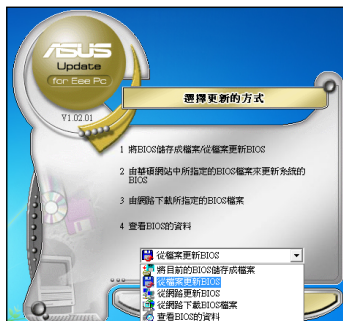 ASUS
Update
for Eee Pc
V1.02.01
選擇更新的方式
1 將BIOS儲存成檔案/從檔案更新BIOS
2 由華碩網站中所指定的BIOS檔案來更新系統的
BIOS
3 由網路下載所指定的BIOS檔案
4 查看BIOS的資料
從檔案更新BIOS
將目前的BIOS儲存成檔案
從檔案更新BIOS
從網路更新BIOS
從網路下載BIOS檔案
查看BIOS的資料